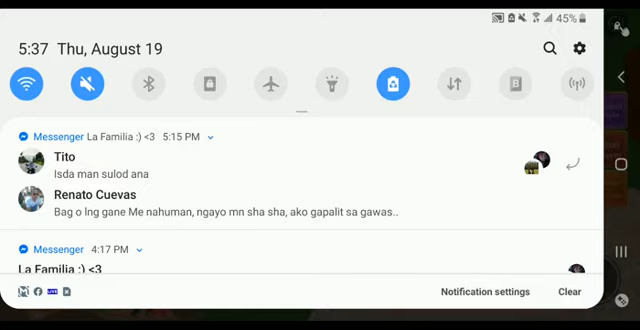 45%
5:37 Thu, August 19
Messenger La Familia :) <3 5:15 PM
Tito
Isda man sulod ana
Renato Cuevas
Bag o lng gane Me nahuman, ngayo mn sha sha, ako gapalit sa gawas..
Messenger 4:17 PM
La Familia :) <3
LIVE
Notification settings
Clear